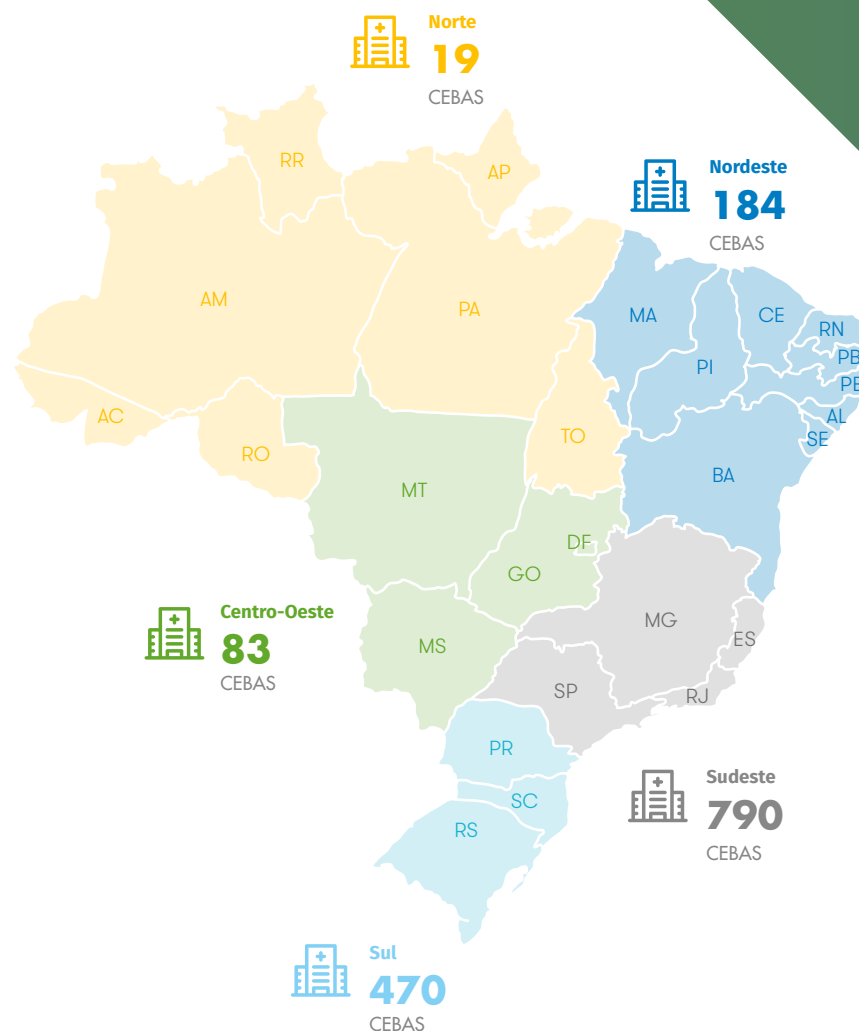 Norte
19
CEBAS
RR
AP
Nordeste
184
CEBAS
AM
PA
MA
CE
RN
PB
PI
PE
AC
AL
TO
SE
RO
BA
MT
DF
GO
Centro-Oeste
83
CEBAS
MG
ES
MS
SP
RJ
PR
Sudeste
790
CEBAS
SC
RS
Sul
470
CEBAS